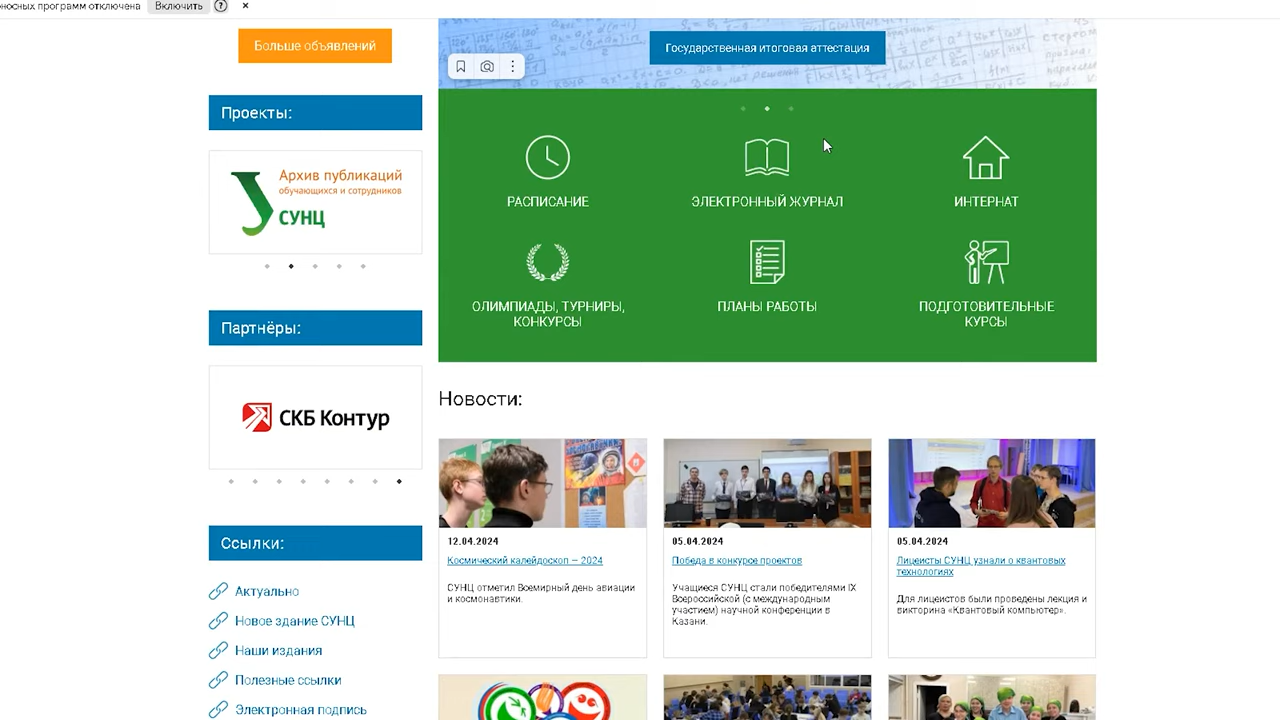 носных программ отключена Включить ? ×
Больше объявлений
Государственная итоговая аттестация
Проекты:
Архив публикаций
обучающихся и сотрудников
СУНЦ
РАСПИСАНИЕ
ЭЛЕКТРОННЫЙ ЖУРНАЛ
ИНТЕРНАТ
ОЛИМПИАДЫ, ТУРНИРЫ,
КОНКУРСЫ
ПЛАНЫ РАБОТЫ
ПОДГОТОВИТЕЛЬНЫЕ
КУРСЫ
Партнёры:
СКБ Контур
Новости:
12.04.2024
Космический калейдоскоп – 2024
СУНЦ отметил Всемирный день авиации
и космонавтики.
05.04.2024
Победа в конкурсе проектов
Учащиеся СУНЦ стали победителями IX
Всероссийской (с международным
участием) научной конференции в
Казани.
05.04.2024
Лицеисты СУНЦ узнали о квантовых
технологиях
Для лицеистов были проведены лекция и
викторина «Квантовый компьютер».
Ссылки:
Актуально
Новое здание СУНЦ
Наши издания
Полезные ссылки
Электронная подпись